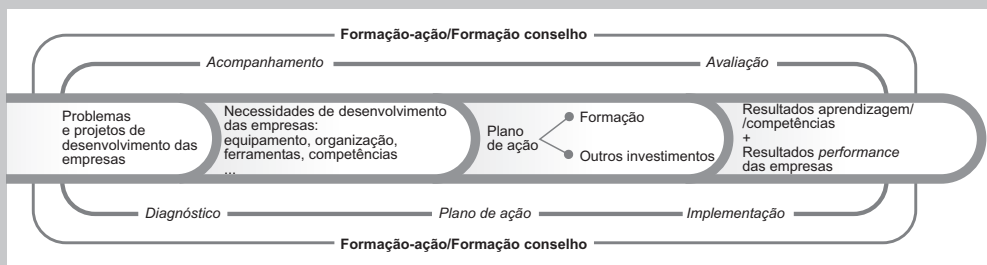 Formação-ação/Formação conselho
Acompanhamento
Avaliação
Problemas
e projetos de
desenvolvimento das
empresas
Necessidades de desenvolvimento
das empresas:
equipamento, organização,
ferramentas, competências
...
Plano
de ação
Formação
Outros investimentos
Resultados aprendizagem/
/competências
+
Resultados performance
das empresas
Diagnóstico
Plano de ação
Implementação
Formação-ação/Formação conselho